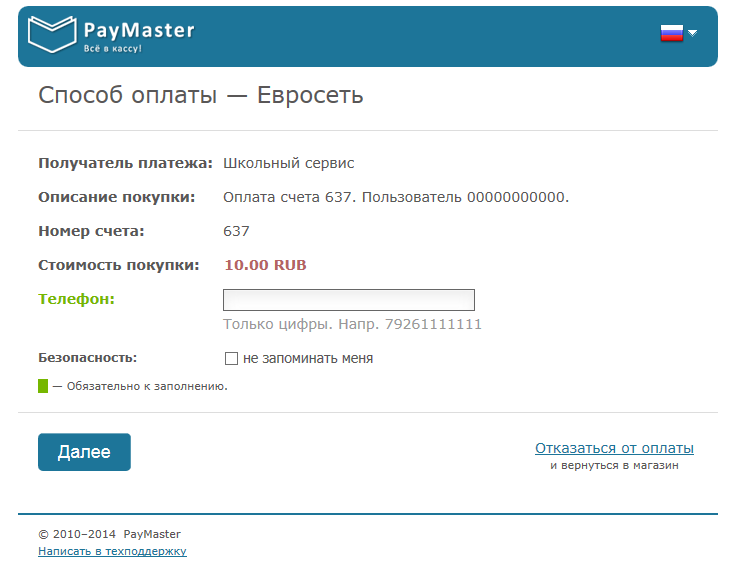 PayMaster
Всё в кассу!
Способ оплаты — Евросеть
Получатель платежа: Школьный сервис
Описание покупки: Оплата счета 637. Пользователь 00000000000.
Номер счета: 637
Стоимость покупки: 10.00 RUB
Телефон:
Только цифры. Напр. 79261111111
Безопасность: не запоминать меня
— Обязательно к заполнению.
Далее
Отказаться от оплаты
и вернуться в магазин
© 2010–2014 PayMaster
Написать в техподдержку